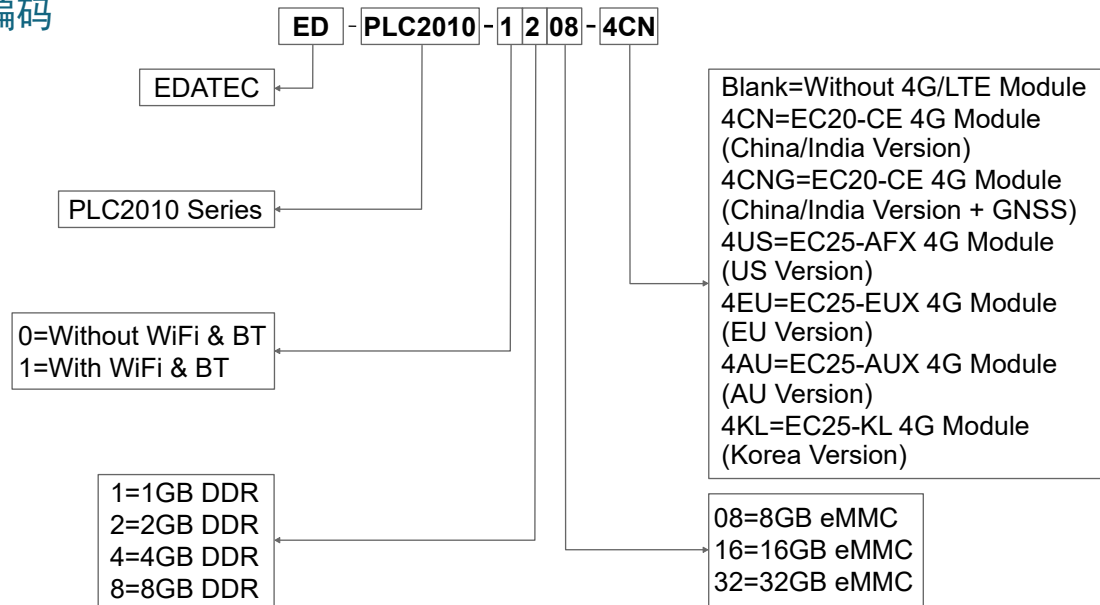 编码
ED - PLC2010 - 1 2 08 - 4CN
EDATEC
PLC2010 Series
0=Without WiFi & BT
1=With WiFi & BT
1=1GB DDR
2=2GB DDR
4=4GB DDR
8=8GB DDR
Blank=Without 4G/LTE Module
4CN=EC20-CE 4G Module
(China/India Version)
4CNG=EC20-CE 4G Module
(China/India Version + GNSS)
4US=EC25-AFX 4G Module
(US Version)
4EU=EC25-EUX 4G Module
(EU Version)
4AU=EC25-AUX 4G Module
(AU Version)
4KL=EC25-KL 4G Module
(Korea Version)
08=8GB eMMC
16=16GB eMMC
32=32GB eMMC